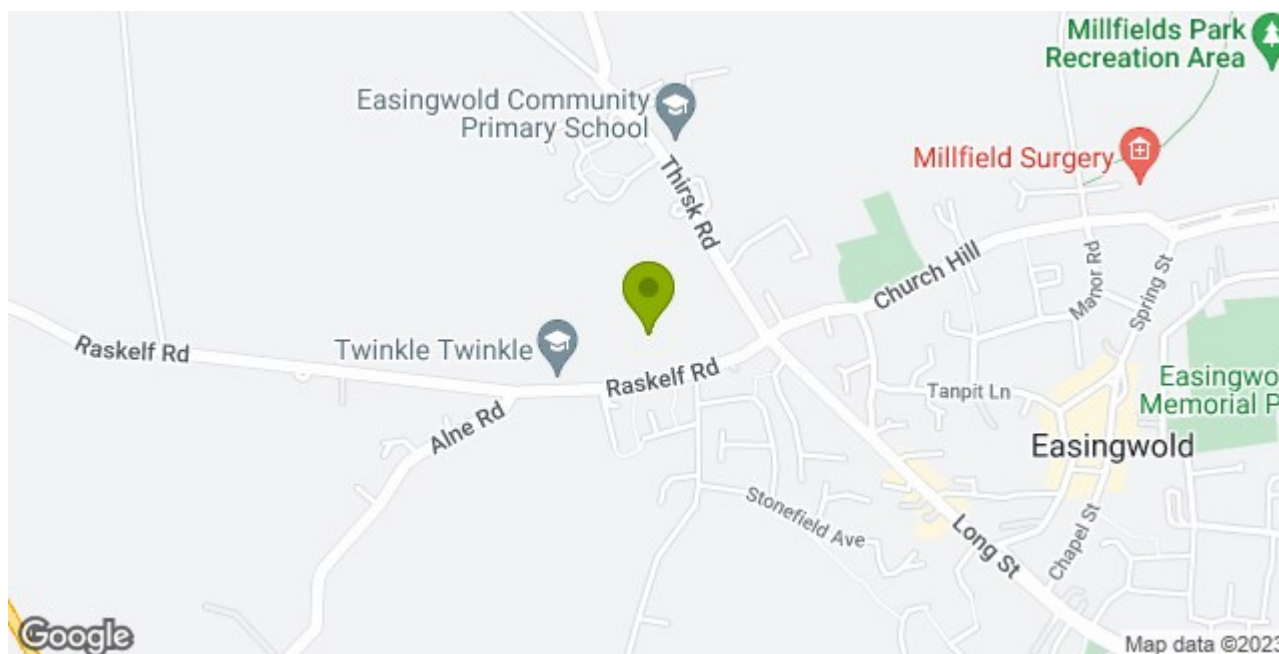 Millfields Park
Recreation Area
Easingwold Community
Primary School
Millfield Surgery
Thirsk Rd
Church Hill
Manor Rd
Spring St
Raskelf Rd
Twinkle Twinkle
Raskelf Rd
Tanpit Ln
Easingwo
Memorial P
Alne Rd
Easingwold
Stonefield Ave
Long St
Chapel St
Google
Map data ©2023